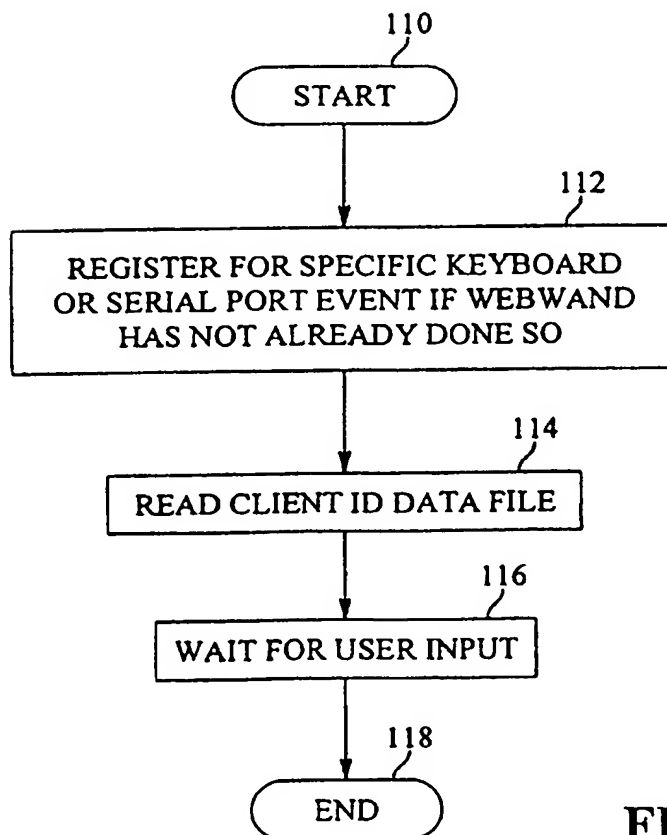 110
START
112
REGISTER FOR SPECIFIC KEYBOARD
OR SERIAL PORT EVENT IF WEBWAND
HAS NOT ALREADY DONE SO
114
READ CLIENT ID DATA FILE
116
WAIT FOR USER INPUT
118
END